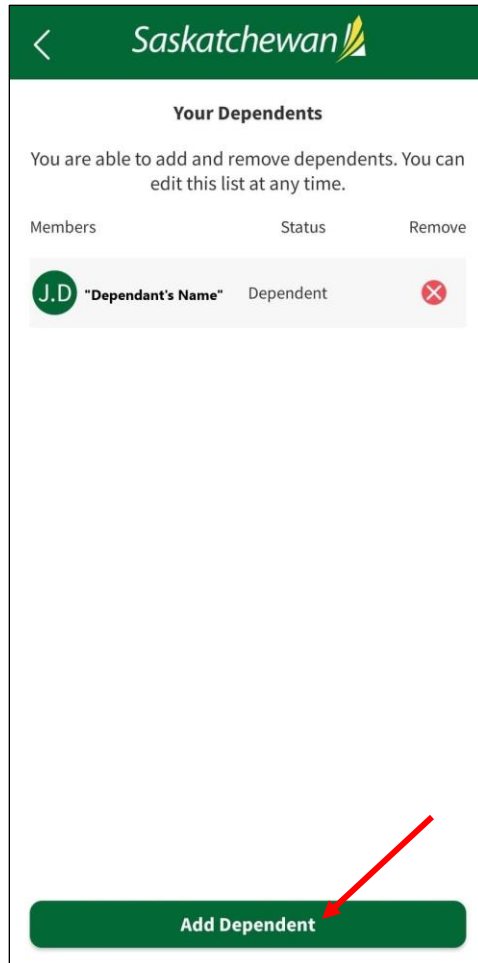 Saskatchewan
Your Dependents
You are able to add and remove dependents. You can
edit this list at any time.
Members Status Remove
J.D "Dependant's Name" Dependent
Add Dependent